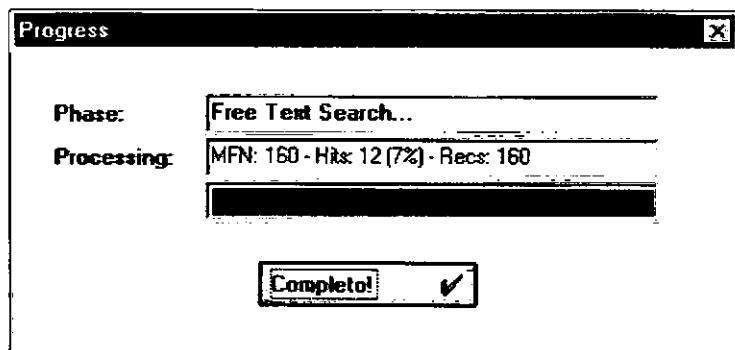 Progress
Phase: Free Text Search...
Processing: MFN: 160 - Hits: 12 (7%) - Recs: 160
Completo!